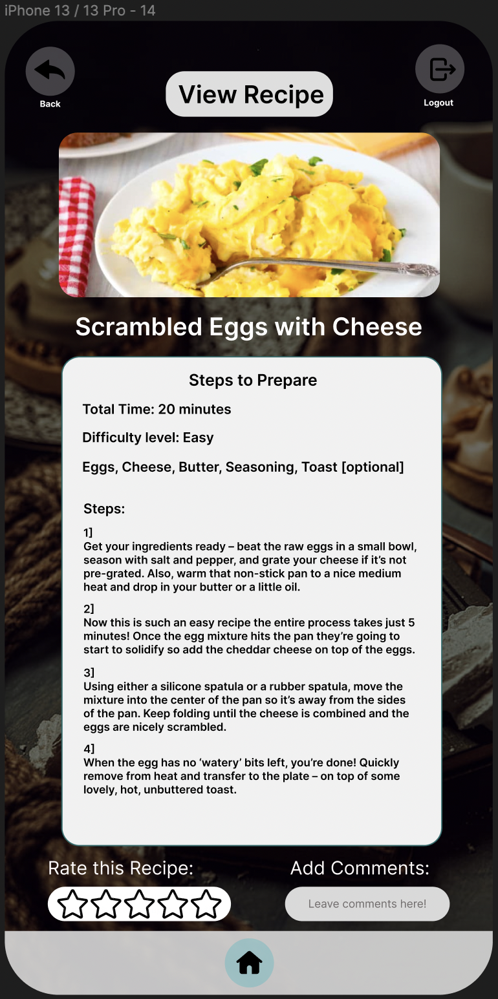 iPhone 13 / 13 Pro - 14
Back
View Recipe
Logout
Scrambled Eggs with Cheese
Steps to Prepare
Total Time: 20 minutes
Difficulty level: Easy
Eggs, Cheese, Butter, Seasoning, Toast [optional]
Steps:
1]
Get your ingredients ready – beat the raw eggs in a small bowl,
season with salt and pepper, and grate your cheese if it’s not
pre-grated. Also, warm that non-stick pan to a nice medium
heat and drop in your butter or a little oil.
2]
Now this is such an easy recipe the entire process takes just 5
minutes! Once the egg mixture hits the pan they’re going to
start to solidify so add the cheddar cheese on top of the eggs.
3]
Using either a silicone spatula or a rubber spatula, move the
mixture into the center of the pan so it’s away from the sides
of the pan. Keep folding until the cheese is combined and the
eggs are nicely scrambled.
4]
When the egg has no ‘watery’ bits left, you’re done! Quickly
remove from heat and transfer to the plate – on top of some
lovely, hot, unbuttered toast.
Rate this Recipe:
Add Comments:
Leave comments here!